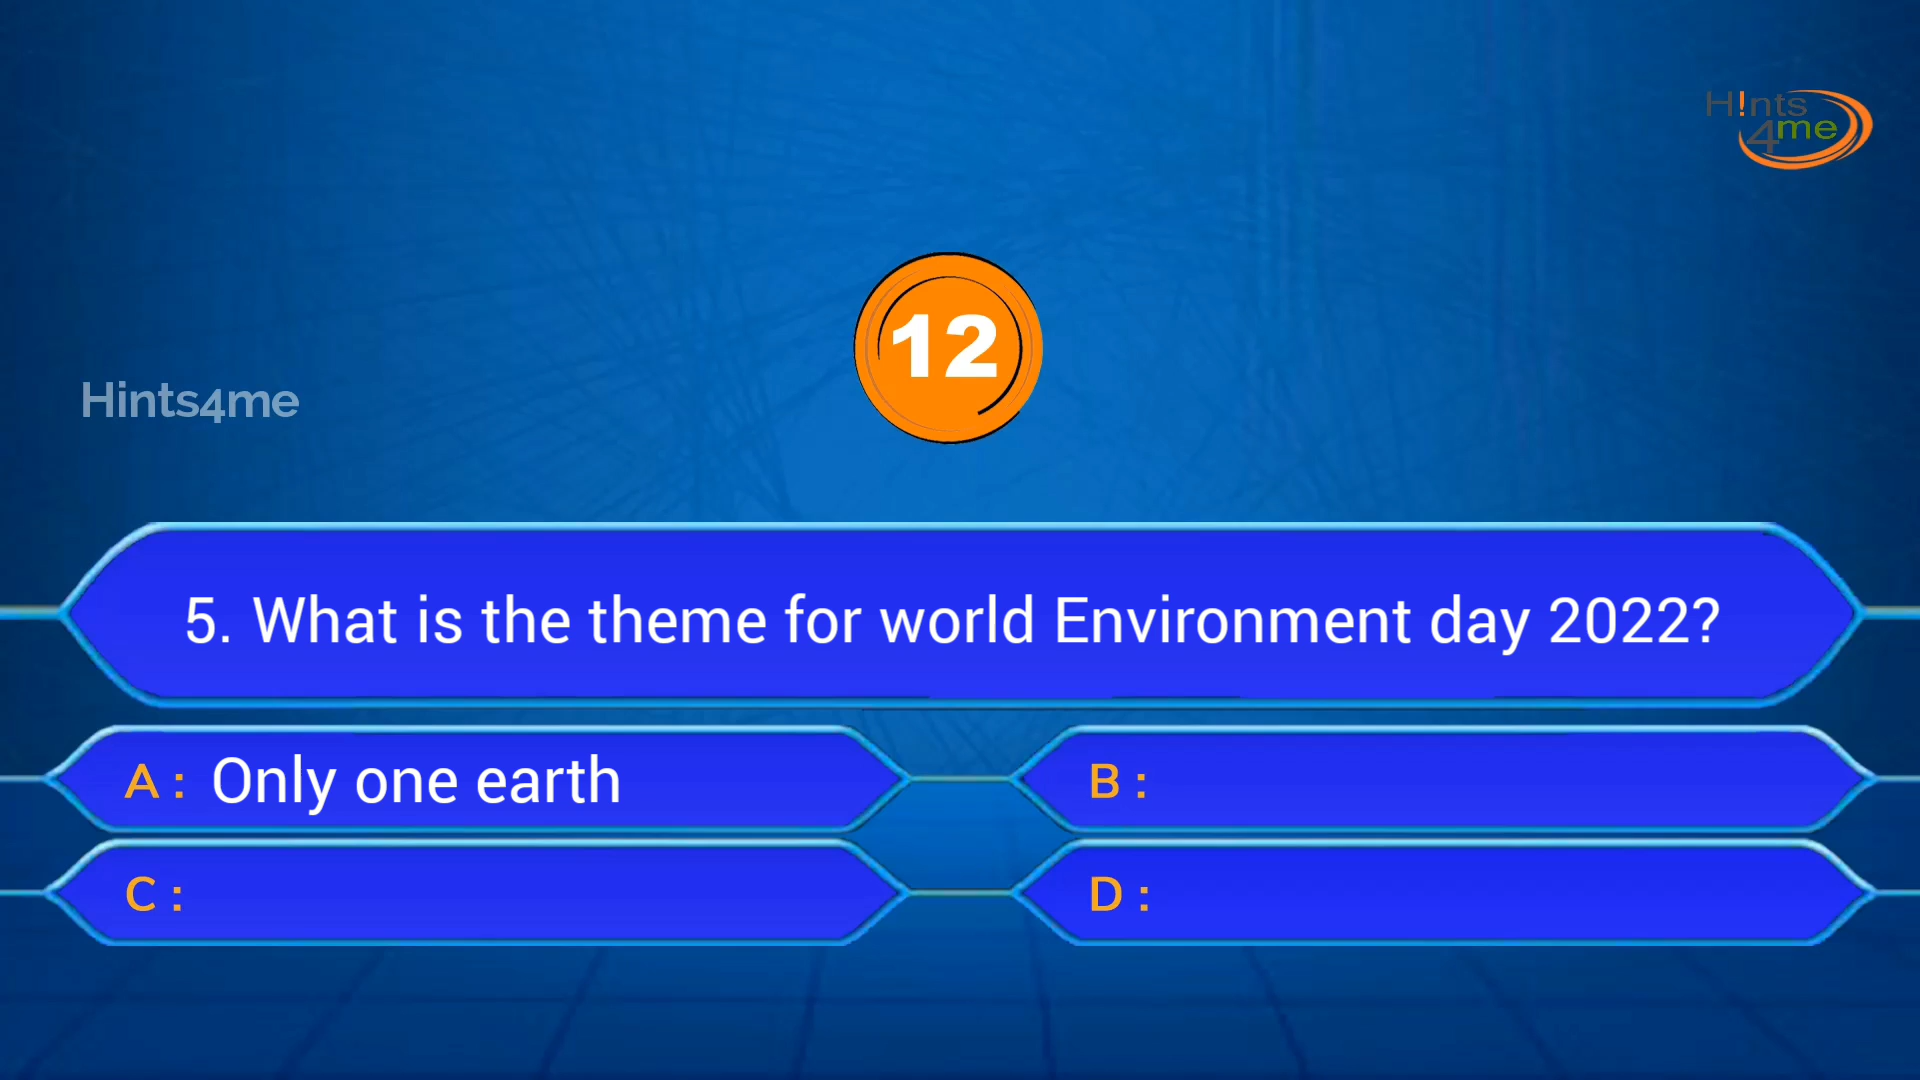 H!nts
4me
12
Hints4me
5. What is the theme for world Environment day 2022?
A : Only one earth
B :
C :
D :